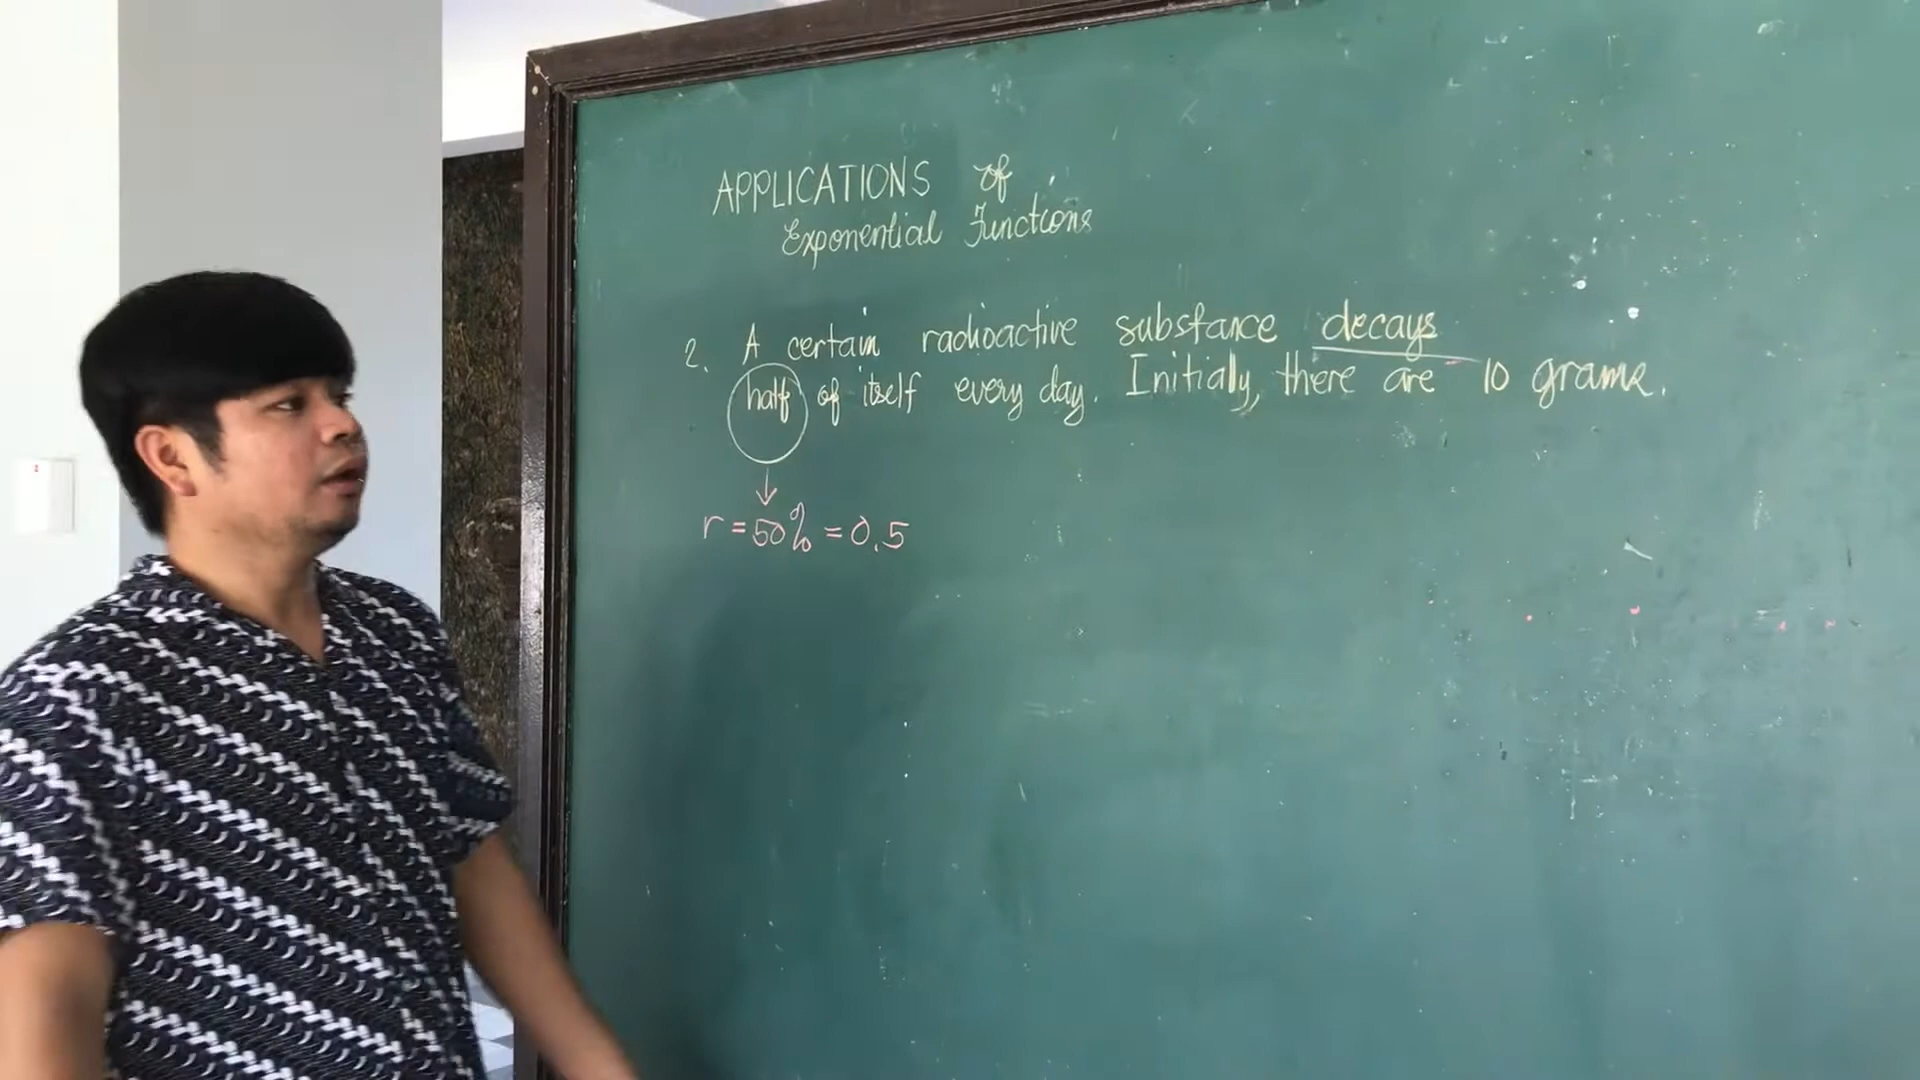 APPLICATIONS of
Exponential Functions
2. A certain radioactive substance decays
half of itself every day. Initially, there are 10 grams.
r = 50% = 0.5